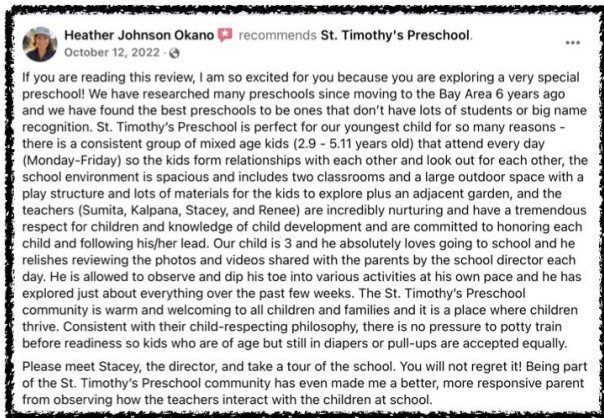 Heather Johnson Okano recommends St. Timothy's Preschool.
October 12, 2022 ·
If you are reading this review, I am so excited for you because you are exploring a very special
preschool! We have researched many preschools since moving to the Bay Area 6 years ago
and we have found the best preschools to be ones that don't have lots of students or big name
recognition. St. Timothy's Preschool is perfect for our youngest child for so many reasons -
there is a consistent group of mixed age kids (2.9 - 5.11 years old) that attend every day
(Monday-Friday) so the kids form relationships with each other and look out for each other, the
school environment is spacious and includes two classrooms and a large outdoor space with a
play structure and lots of materials for the kids to explore plus an adjacent garden, and the
teachers (Sumita, Kalpana, Stacey, and Renee) are incredibly nurturing and have a tremendous
respect for children and knowledge of child development and are committed to honoring each
child and following his/her lead. Our child is 3 and he absolutely loves going to school and he
relishes reviewing the photos and videos shared with the parents by the school director each
day. He is allowed to observe and dip his toe into various activities at his own pace and he has
explored just about everything over the past few weeks. The St. Timothy's Preschool
community is warm and welcoming to all children and families and it is a place where children
thrive. Consistent with their child-respecting philosophy, there is no pressure to potty train
before readiness so kids who are of age but still in diapers or pull-ups are accepted equally.
Please meet Stacey, the director, and take a tour of the school. You will not regret it! Being part
of the St. Timothy's Preschool community has even made me a better, more responsive parent
from observing how the teachers interact with the children at school.